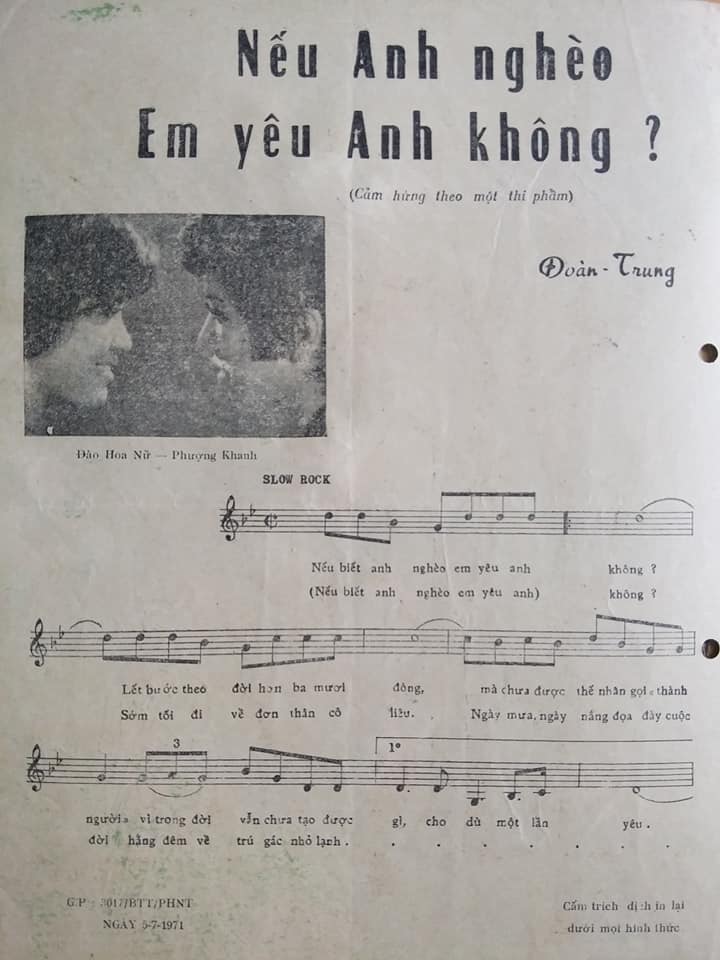 Nếu Anh nghèo
Em yêu Anh không ?
(Cảm hứng theo một thi phẩm)
Đoàn - Trung
Đào Hoa Nữ — Phượng Khanh
SLOW ROCK
Nếu biết anh nghèo em yêu anh không ?
(Nếu biết anh nghèo em yêu anh) không ?
3
Lết bước theo đời hơn ba mươi đông, mà chưa được thế nhân gọi « thành
Sớm tối đi về đơn thân cô liêu. Ngày mưa, ngày nắng đọa đày cuộc
1°
người» vì trong đời vẫn chưa tạo được gì, cho dù một lần yêu.
đời hằng đêm về trú gác nhỏ lạnh. . . . . .
G.P : 3017/BTT/PHNT
NGÀY 5-7-1971
Cấm trích dịch in lại
dưới mọi hình thức